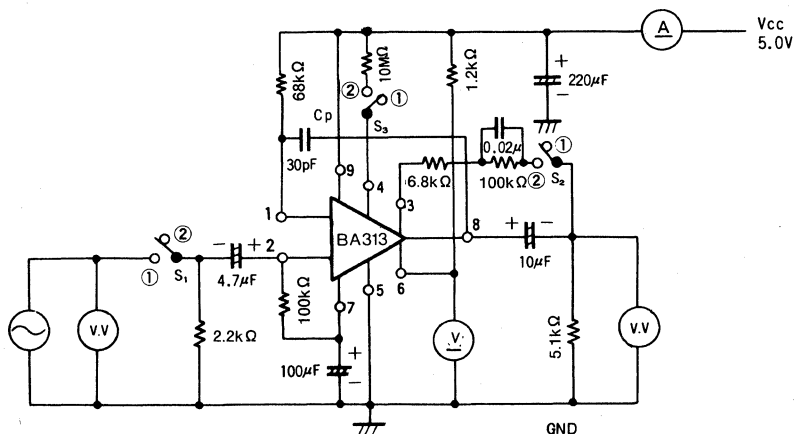 A
Vcc
5.0V
68kΩ
10MΩ
②
①
S₃
1.2kΩ
+
220μF
−
Cp
30pF
0.02μ
①
6.8kΩ
100kΩ
②
S₂
9
4
3
1
BA313
8
+
−
10μF
②
①
S₁
−
+
4.7μF
2
6
5
7
100kΩ
V.V
2.2kΩ
100μF
+
−
V
5.1kΩ
V.V
GND